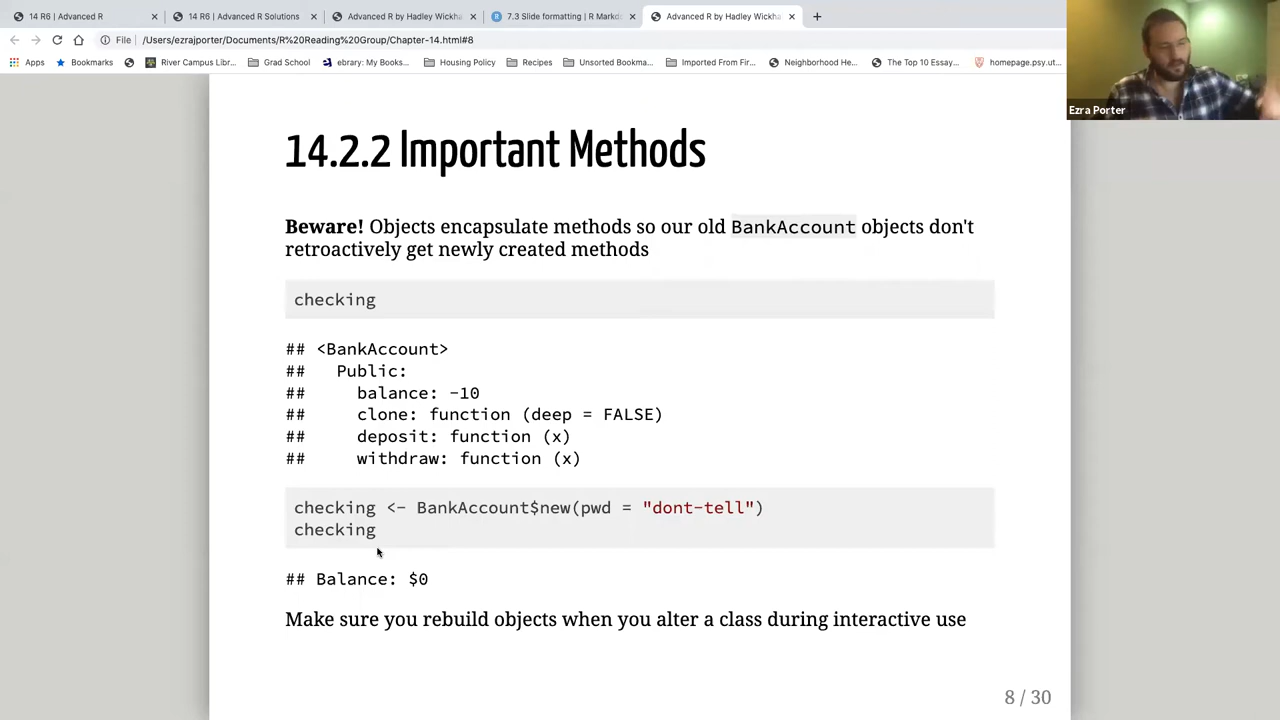 14 R6 | Advanced R
14 R6 | Advanced R Solutions
Advanced R by Hadley Wickha
7.3 Slide formatting | R Markd
Advanced R by Hadley Wickha
File
/Users/ezrajporter/Documents/R%20Reading%20Group/Chapter-14.html#8
Apps
Bookmarks
River Campus Libr...
Grad School
ebrary: My Books...
Housing Policy
Recipes
Unsorted Bookma...
Imported From Firef...
Neighborhood He...
The Top 10 Essay...
homepage.psy.ut...
Ezra Porter
14.2.2 Important Methods
Beware! Objects encapsulate methods so our old BankAccount objects don't
retroactively get newly created methods
checking
## <BankAccount>
##   Public:
##     balance: -10
##     clone: function (deep = FALSE)
##     deposit: function (x)
##     withdraw: function (x)
checking <- BankAccount$new(pwd = "dont-tell")
checking
## Balance: $0
Make sure you rebuild objects when you alter a class during interactive use
8 / 30